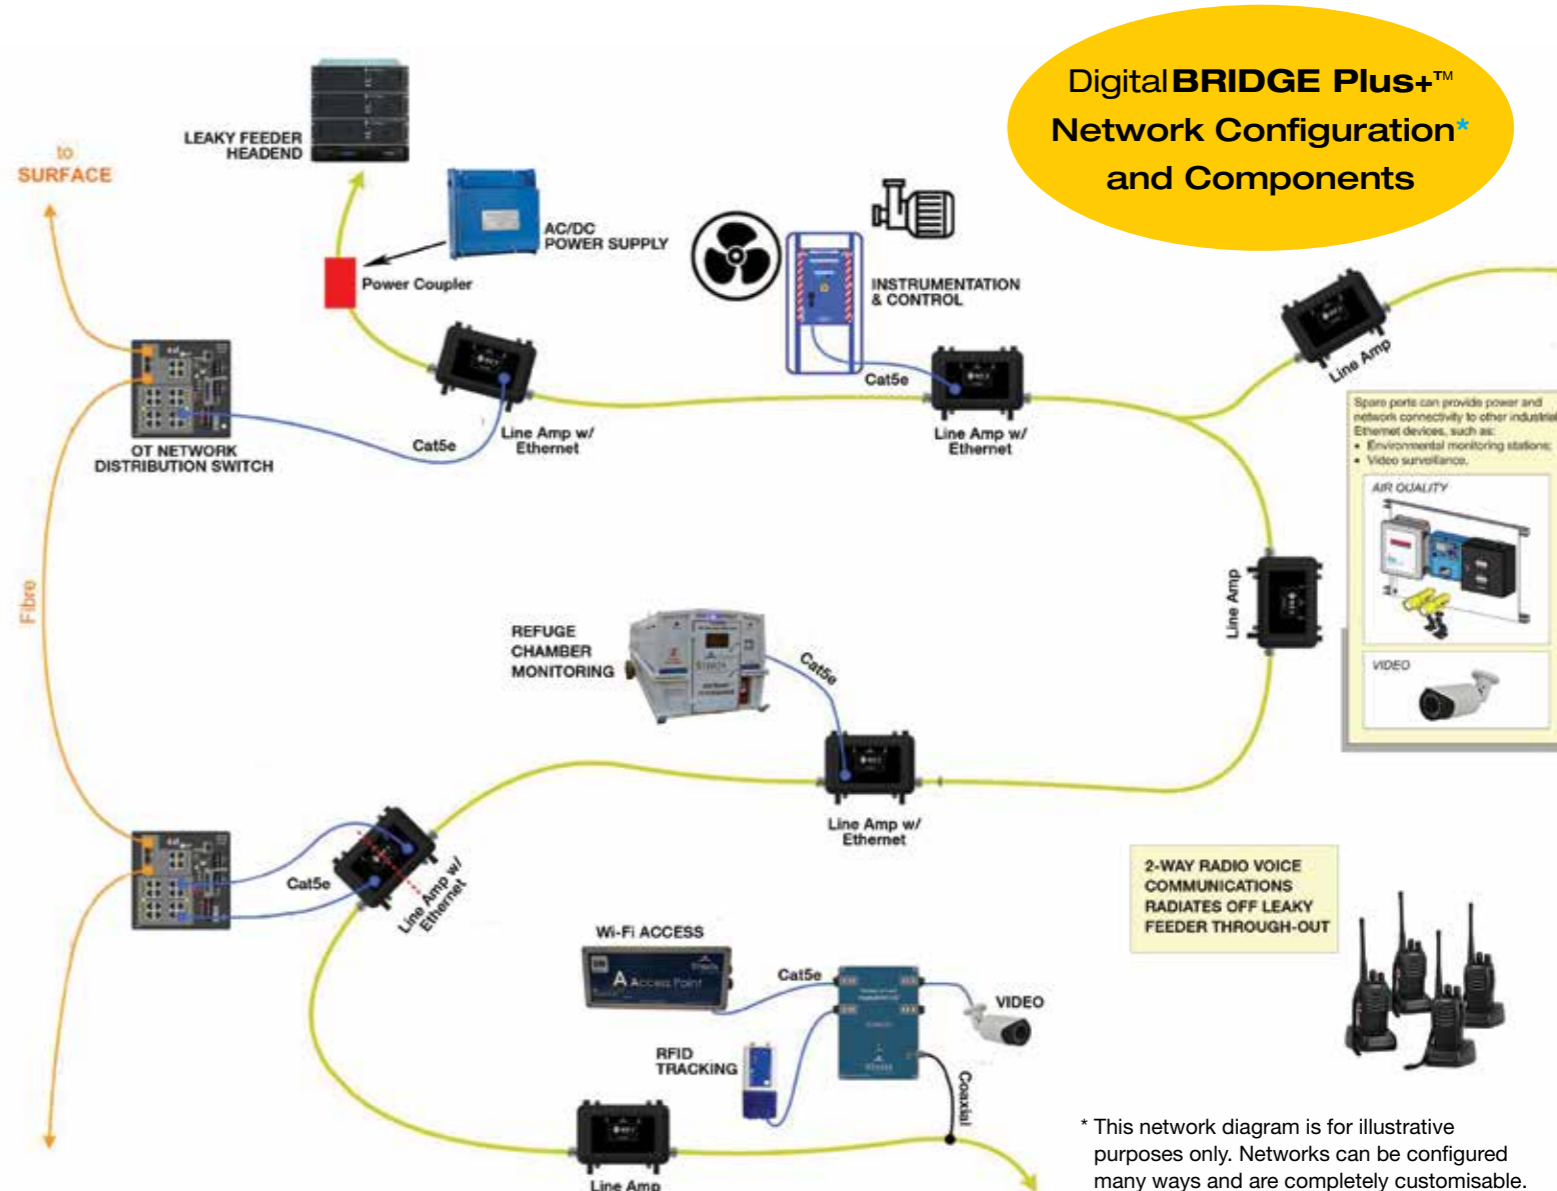 Digital BRIDGE Plus+™
Network Configuration*
and Components
LEAKY FEEDER
HEADEND
to
SURFACE
AC/DC
POWER SUPPLY
Power Coupler
INSTRUMENTATION
& CONTROL
Cat5e
Line Amp w/
Ethernet
Line Amp
Cat5e
Line Amp w/
Ethernet
OT NETWORK
DISTRIBUTION SWITCH
Spare ports can provide power and
network connectivity to other industrial
Ethernet devices, such as:
• Environmental monitoring stations;
• Video surveillance.
AIR QUALITY
VIDEO
Line Amp
Fibre
REFUGE
CHAMBER
MONITORING
Cat5e
Line Amp w/
Ethernet
Cat5e
Line Amp w/
Ethernet
2-WAY RADIO VOICE
COMMUNICATIONS
RADIATES OFF LEAKY
FEEDER THROUGH-OUT
Wi-Fi ACCESS
A Access Point
Cat5e
VIDEO
RFID
TRACKING
Coaxial
Line Amp
* This network diagram is for illustrative
purposes only. Networks can be configured
many ways and are completely customisable.